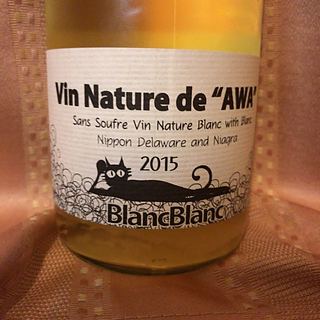 Vin Nature de "AWA"
Sans Soufre Vin Nature Blanc with Blanc
Nippon Delaware and Niagra
2015
BlancBlanc